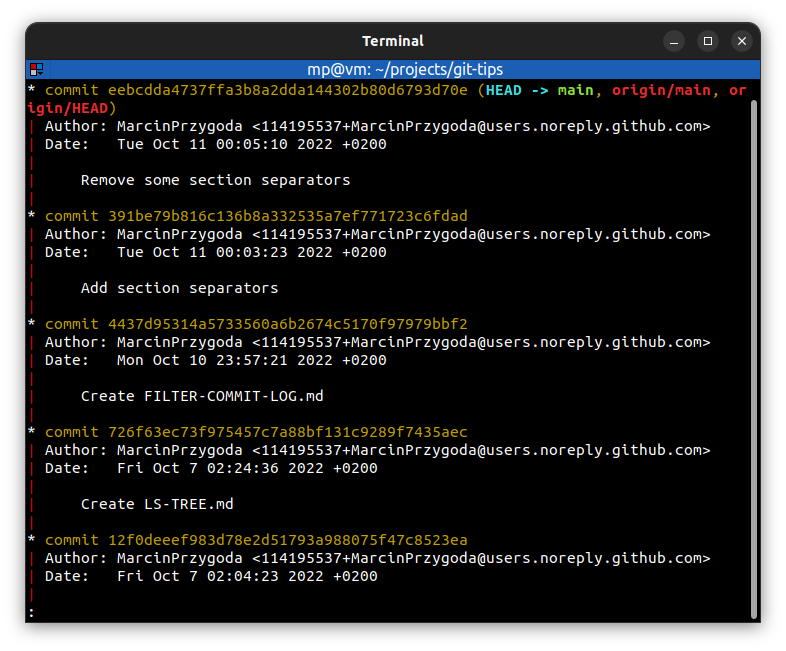 Terminal
mp@vm: ~/projects/git-tips
* commit eebcdda4737ffa3b8a2dda144302b80d6793d70e (HEAD -> main, origin/main, or
igin/HEAD)
| Author: MarcinPrzygoda <114195537+MarcinPrzygoda@users.noreply.github.com>
| Date:   Tue Oct 11 00:05:10 2022 +0200
|
|     Remove some section separators
|
* commit 391be79b816c136b8a332535a7ef771723c6fdad
| Author: MarcinPrzygoda <114195537+MarcinPrzygoda@users.noreply.github.com>
| Date:   Tue Oct 11 00:03:23 2022 +0200
|
|     Add section separators
|
* commit 4437d95314a5733560a6b2674c5170f97979bbf2
| Author: MarcinPrzygoda <114195537+MarcinPrzygoda@users.noreply.github.com>
| Date:   Mon Oct 10 23:57:21 2022 +0200
|
|     Create FILTER-COMMIT-LOG.md
|
* commit 726f63ec73f975457c7a88bf131c9289f7435aec
| Author: MarcinPrzygoda <114195537+MarcinPrzygoda@users.noreply.github.com>
| Date:   Fri Oct 7 02:24:36 2022 +0200
|
|     Create LS-TREE.md
|
* commit 12f0deeef983d78e2d51793a988075f47c8523ea
| Author: MarcinPrzygoda <114195537+MarcinPrzygoda@users.noreply.github.com>
| Date:   Fri Oct 7 02:04:23 2022 +0200
|
: